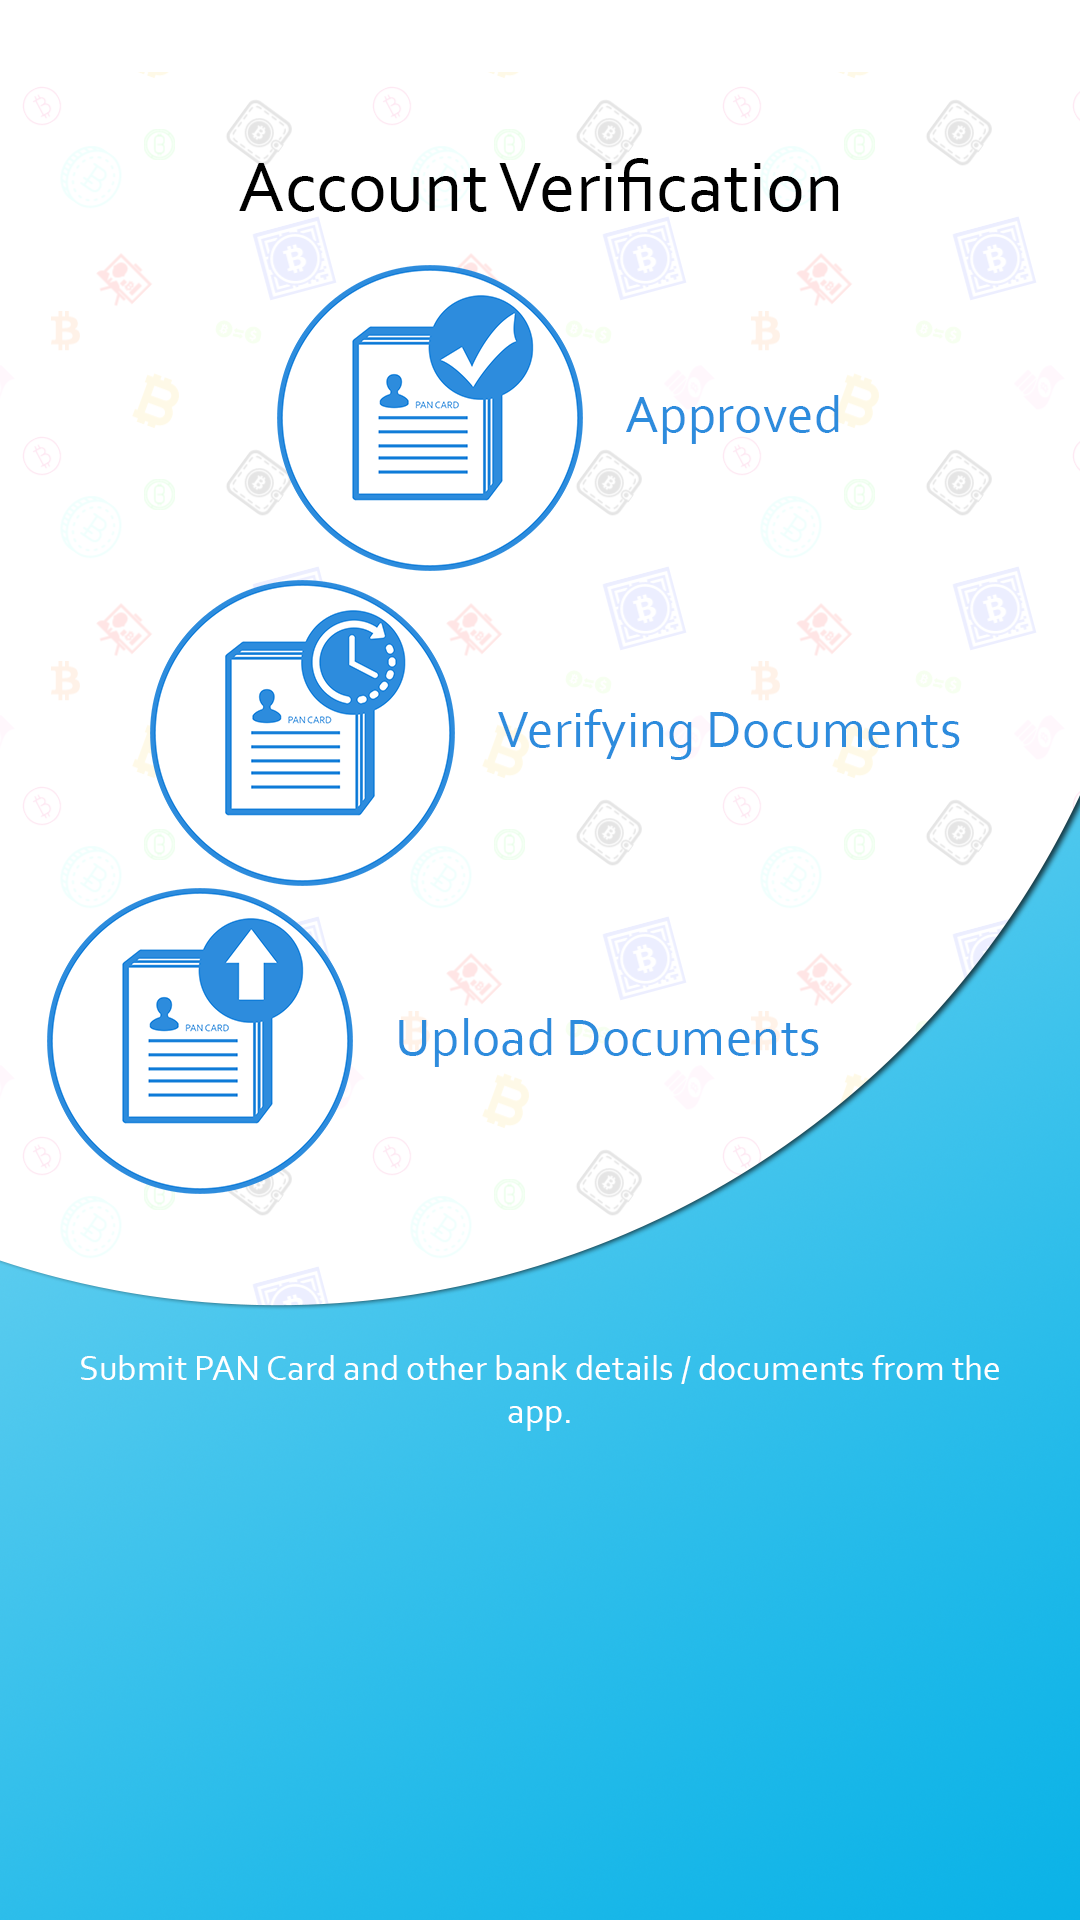 Account Verification
PAN CARD
Approved
PAN CARD
Verifying Documents
PAN CARD
Upload Documents
Submit PAN Card and other bank details / documents from the
app.